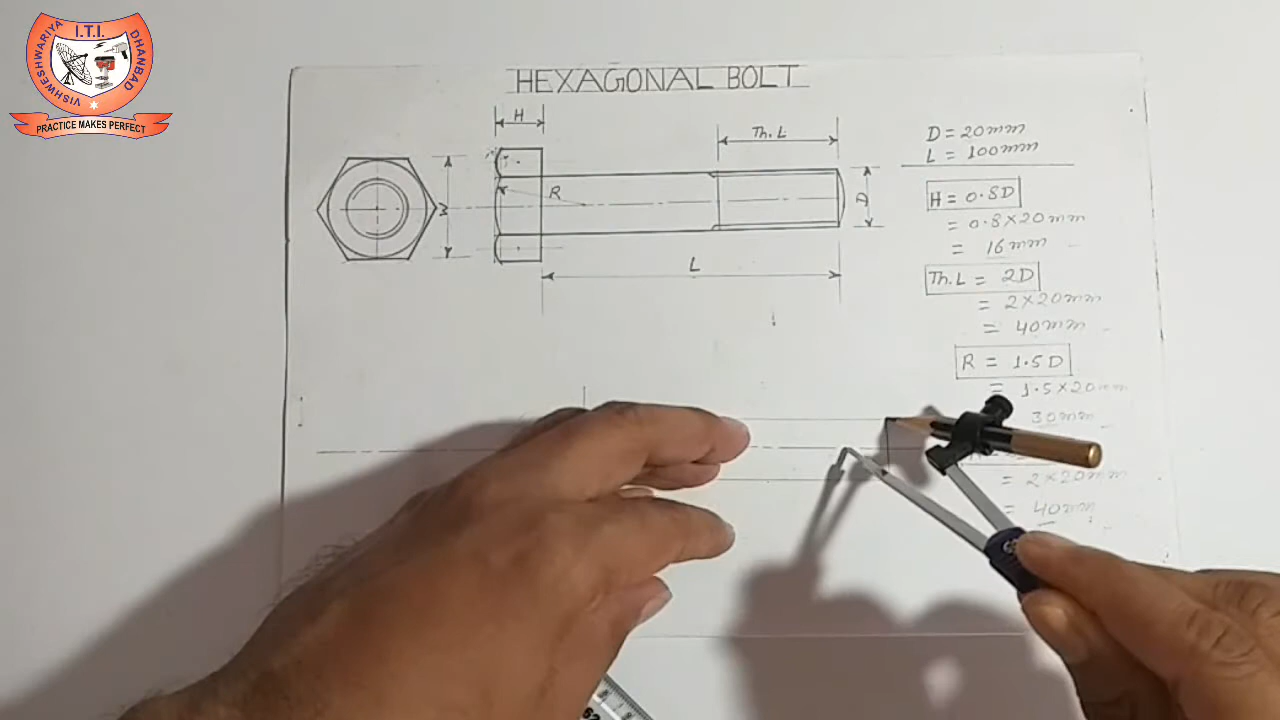 VISHWESHWARIYA I.T.I. DHANBAD
PRACTICE MAKES PERFECT
HEXAGONAL BOLT
H
Th. L
R
W
D
L
D = 20mm
L = 100mm
H = 0.8D
= 0.8×20mm
= 16mm
Th.L = 2D
= 2×20mm
= 40mm
R = 1.5D
= 1.5×20mm
30mm
= 2×20mm
= 40mm